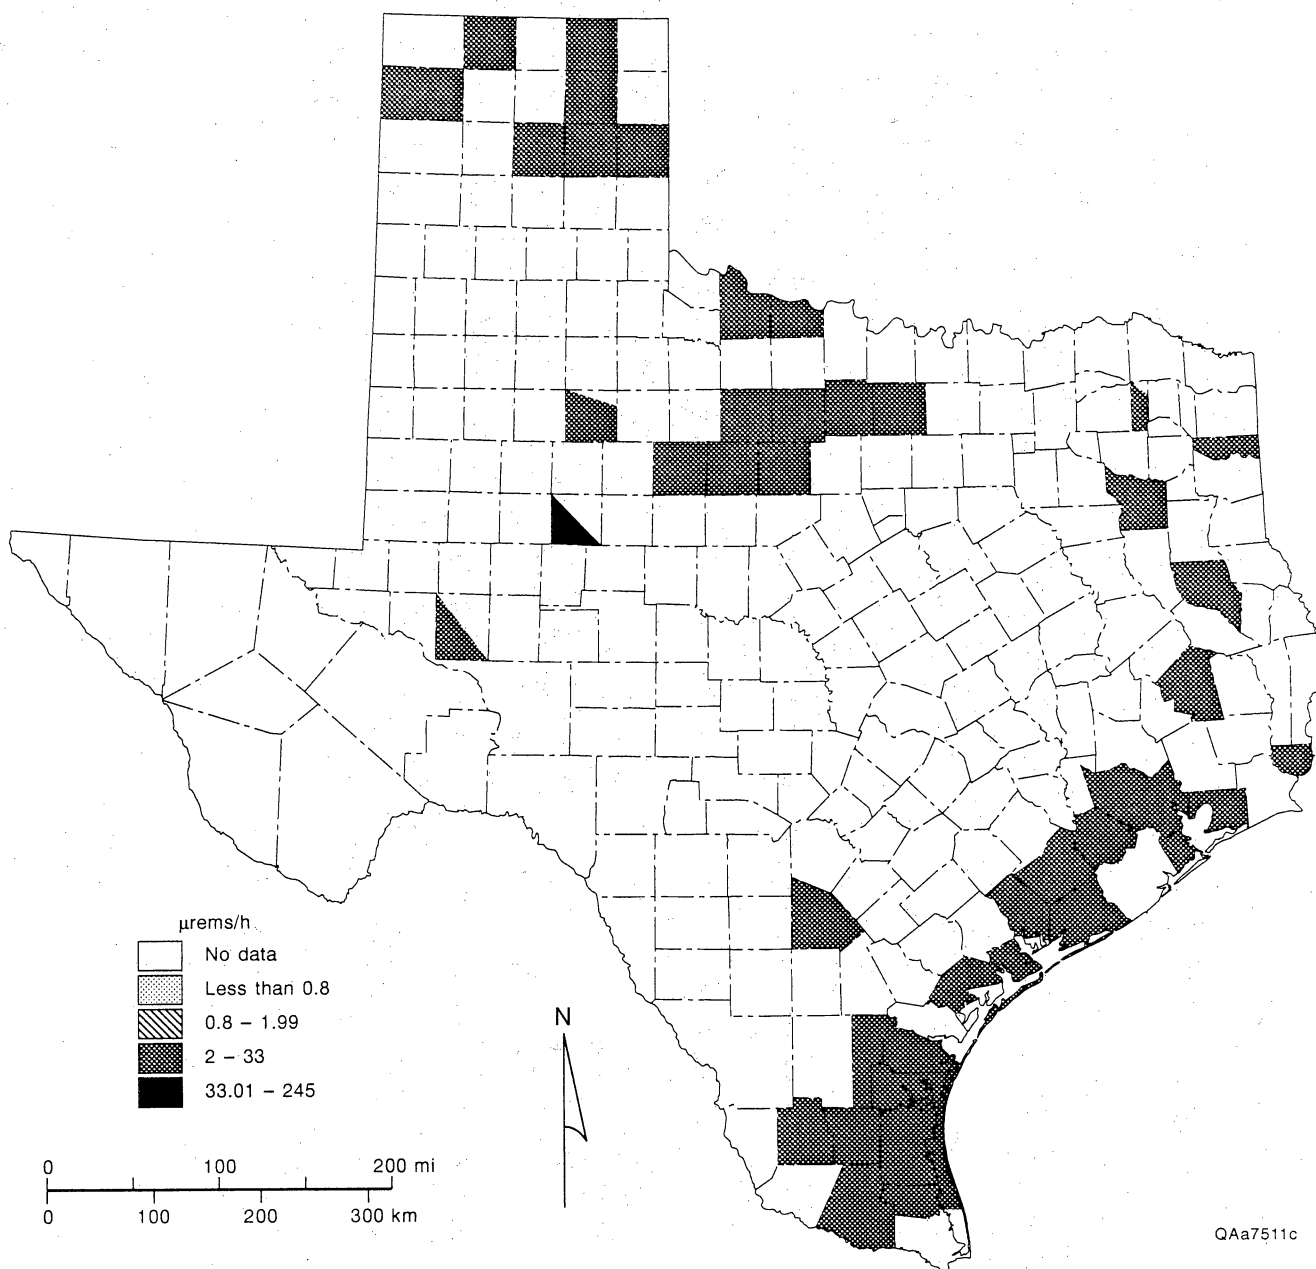 μrems/h
No data
Less than 0.8
0.8 – 1.99
2 – 33
33.01 – 245
N
0 100 200 mi
0 100 200 300 km
QAa7511c